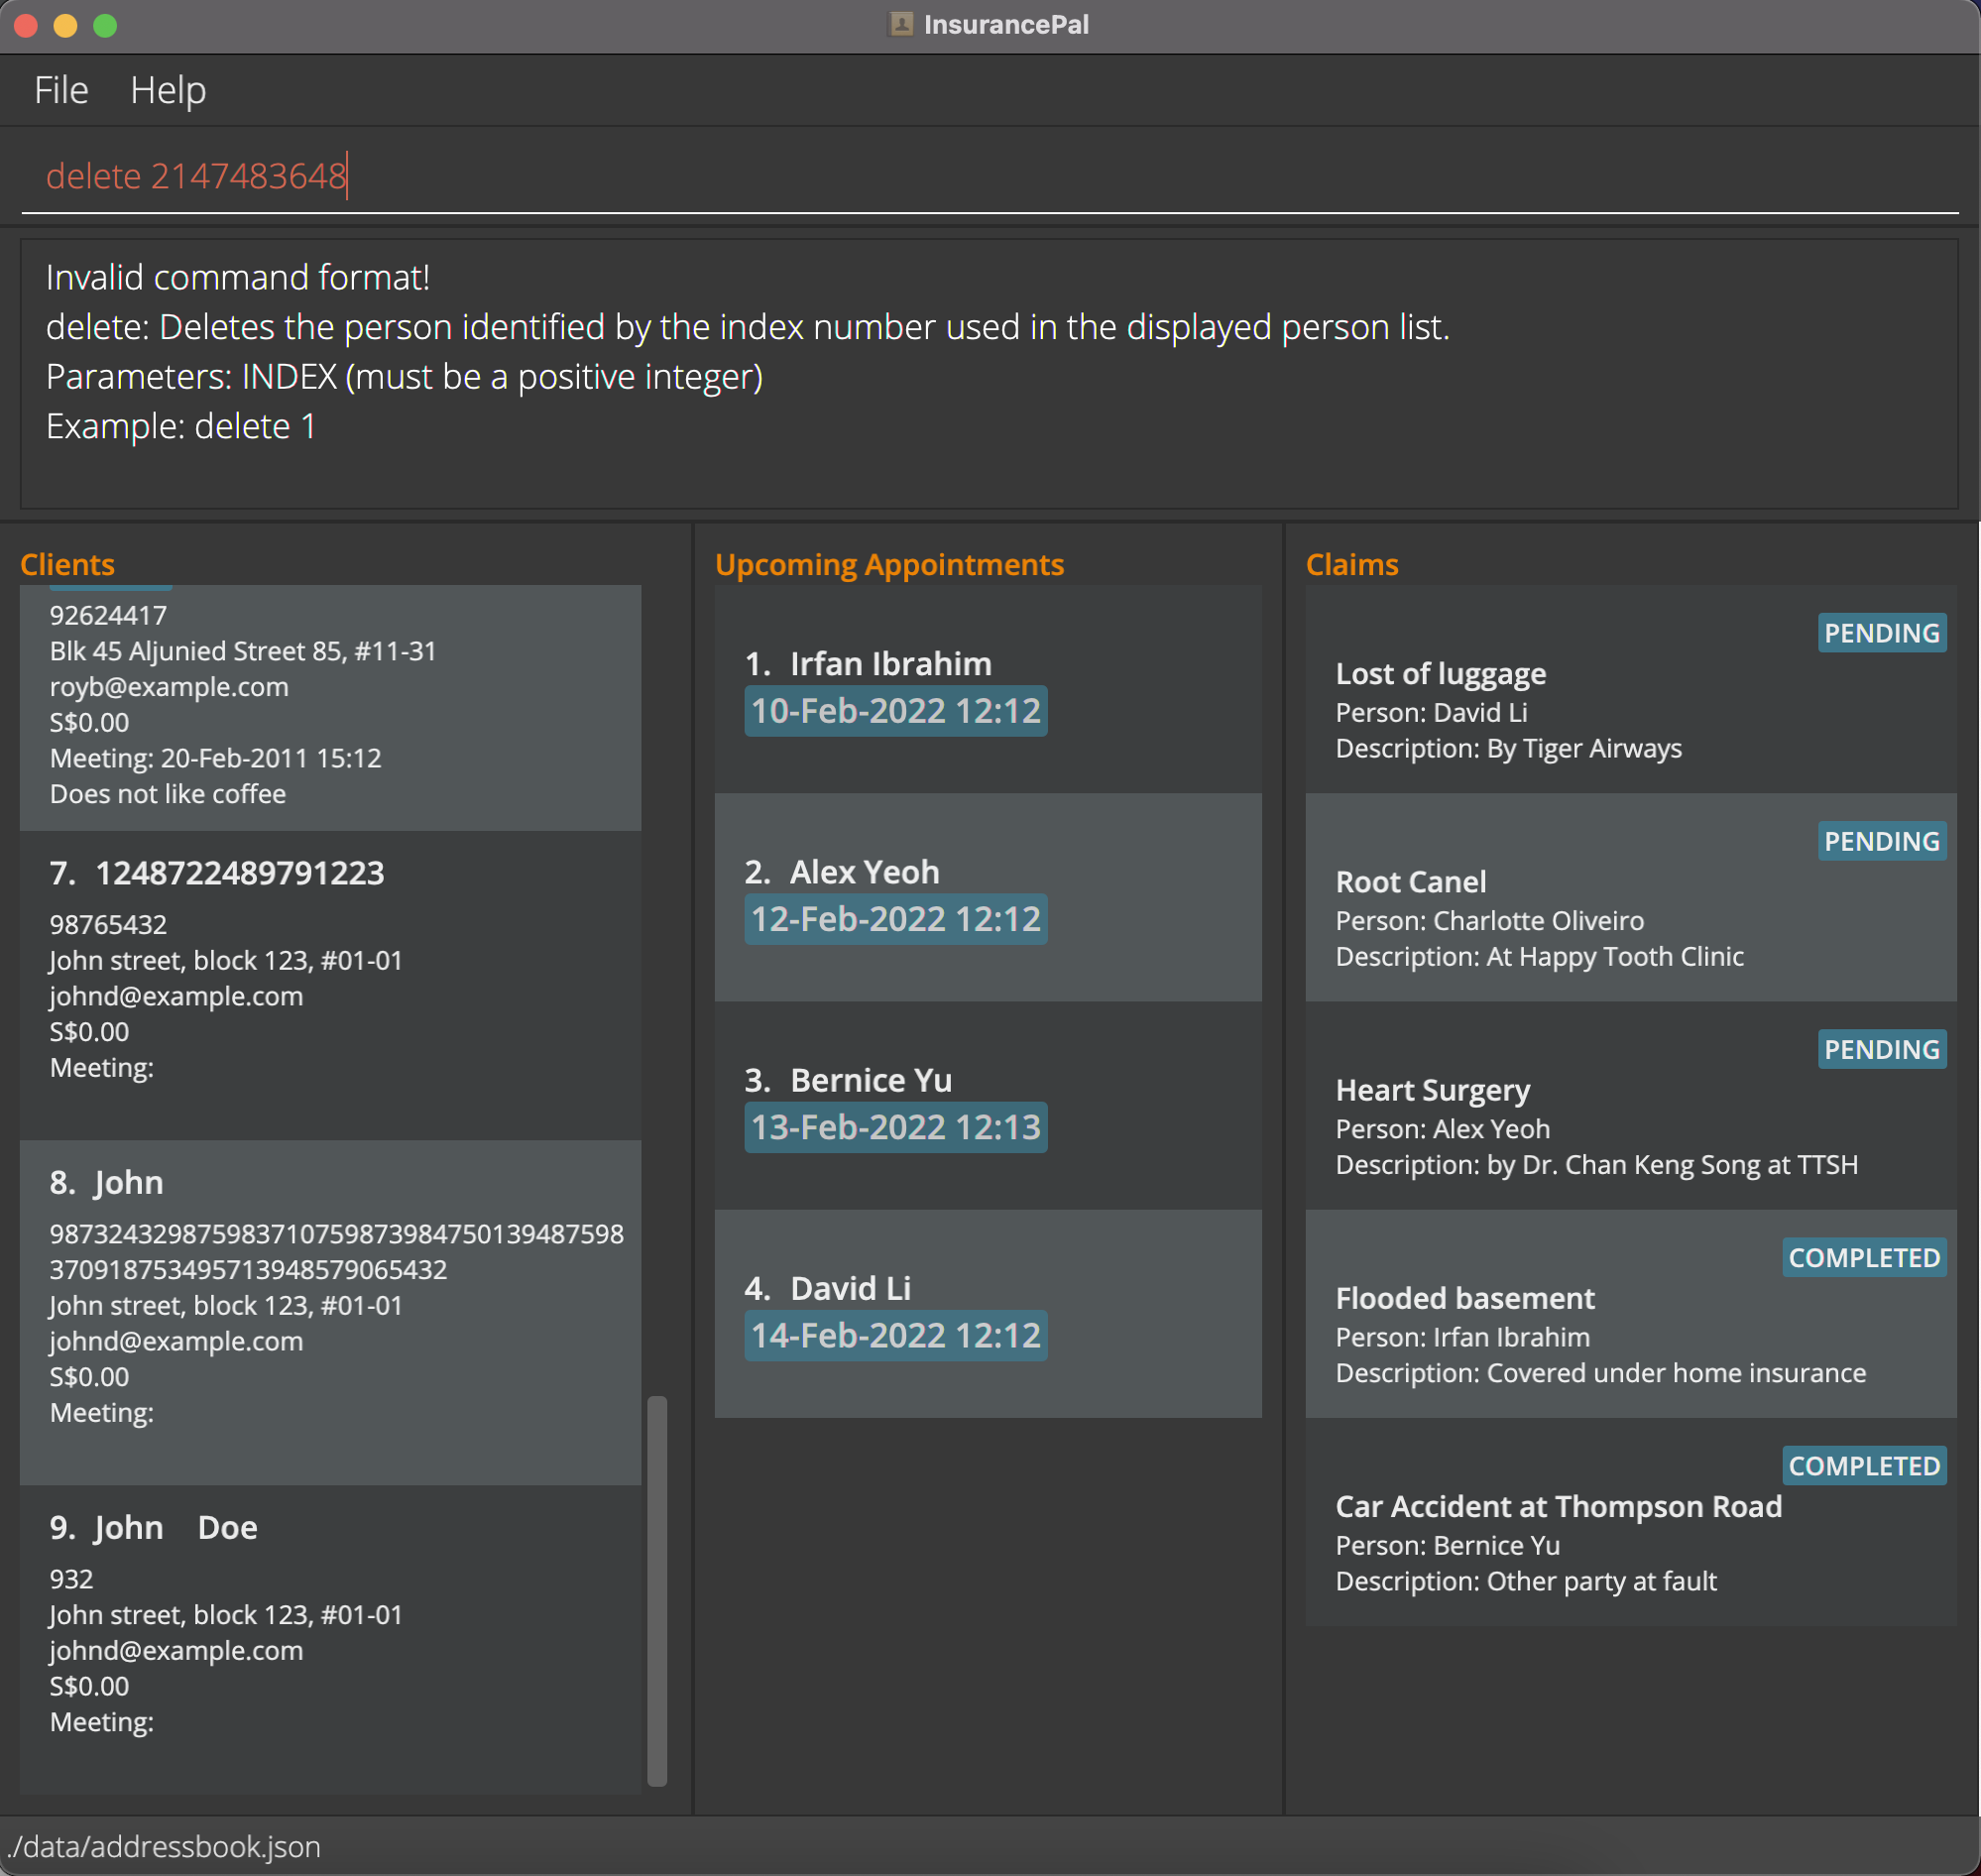 InsurancePal
File Help
delete 2147483648
Invalid command format!
delete: Deletes the person identified by the index number used in the displayed person list.
Parameters: INDEX (must be a positive integer)
Example: delete 1
Clients
92624417
Blk 45 Aljunied Street 85, #11-31
royb@example.com
S$0.00
Meeting: 20-Feb-2011 15:12
Does not like coffee
7. 1248722489791223
98765432
John street, block 123, #01-01
johnd@example.com
S$0.00
Meeting:
8. John
987324329875983710759873984750139487598
370918753495713948579065432
John street, block 123, #01-01
johnd@example.com
S$0.00
Meeting:
9. John Doe
932
John street, block 123, #01-01
johnd@example.com
S$0.00
Meeting:
Upcoming Appointments
1. Irfan Ibrahim
10-Feb-2022 12:12
2. Alex Yeoh
12-Feb-2022 12:12
3. Bernice Yu
13-Feb-2022 12:13
4. David Li
14-Feb-2022 12:12
Claims
PENDING
Lost of luggage
Person: David Li
Description: By Tiger Airways
PENDING
Root Canel
Person: Charlotte Oliveiro
Description: At Happy Tooth Clinic
PENDING
Heart Surgery
Person: Alex Yeoh
Description: by Dr. Chan Keng Song at TTSH
COMPLETED
Flooded basement
Person: Irfan Ibrahim
Description: Covered under home insurance
COMPLETED
Car Accident at Thompson Road
Person: Bernice Yu
Description: Other party at fault
./data/addressbook.json